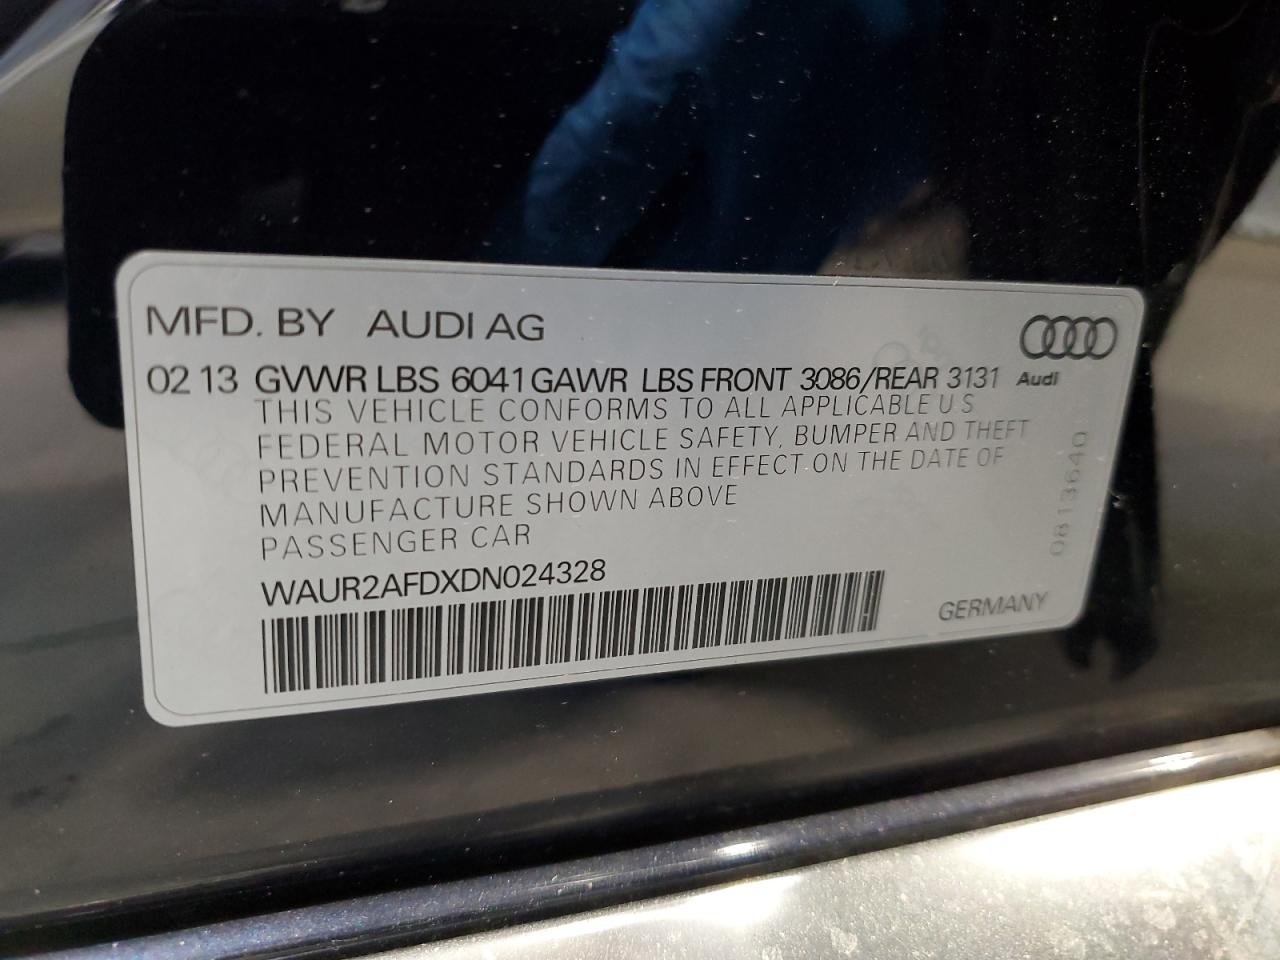 MFD. BY AUDI AG
02 13 GVWR LBS 6041 GAWR LBS FRONT 3086/REAR 3131
Audi
THIS VEHICLE CONFORMS TO ALL APPLICABLE U S
FEDERAL MOTOR VEHICLE SAFETY, BUMPER AND THEFT
PREVENTION STANDARDS IN EFFECT ON THE DATE OF
MANUFACTURE SHOWN ABOVE
PASSENGER CAR
WAUR2AFDXDN024328
GERMANY
0813640